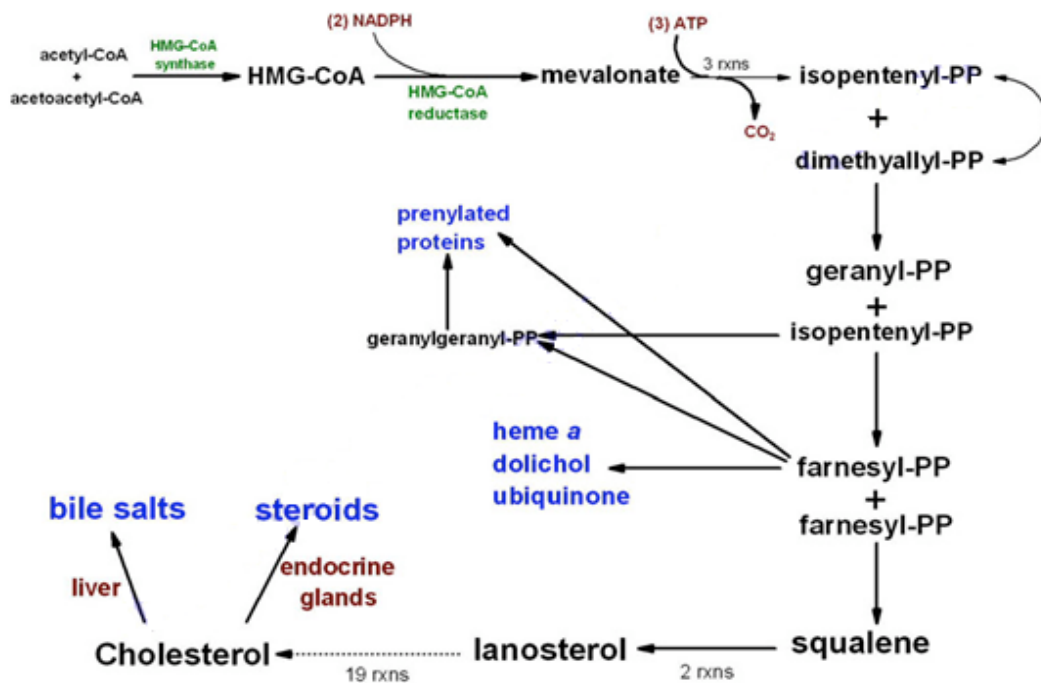 (2) NADPH
(3) ATP
acetyl-CoA
+
acetoacetyl-CoA
HMG-CoA
synthase
HMG-CoA
HMG-CoA
reductase
mevalonate
3 rxns
CO₂
isopentenyl-PP
+
dimethyallyl-PP
prenylated
proteins
geranyl-PP
+
isopentenyl-PP
geranylgeranyl-PP
heme a
dolichol
ubiquinone
farnesyl-PP
+
farnesyl-PP
bile salts
steroids
liver
endocrine
glands
Cholesterol
19 rxns
lanosterol
2 rxns
squalene